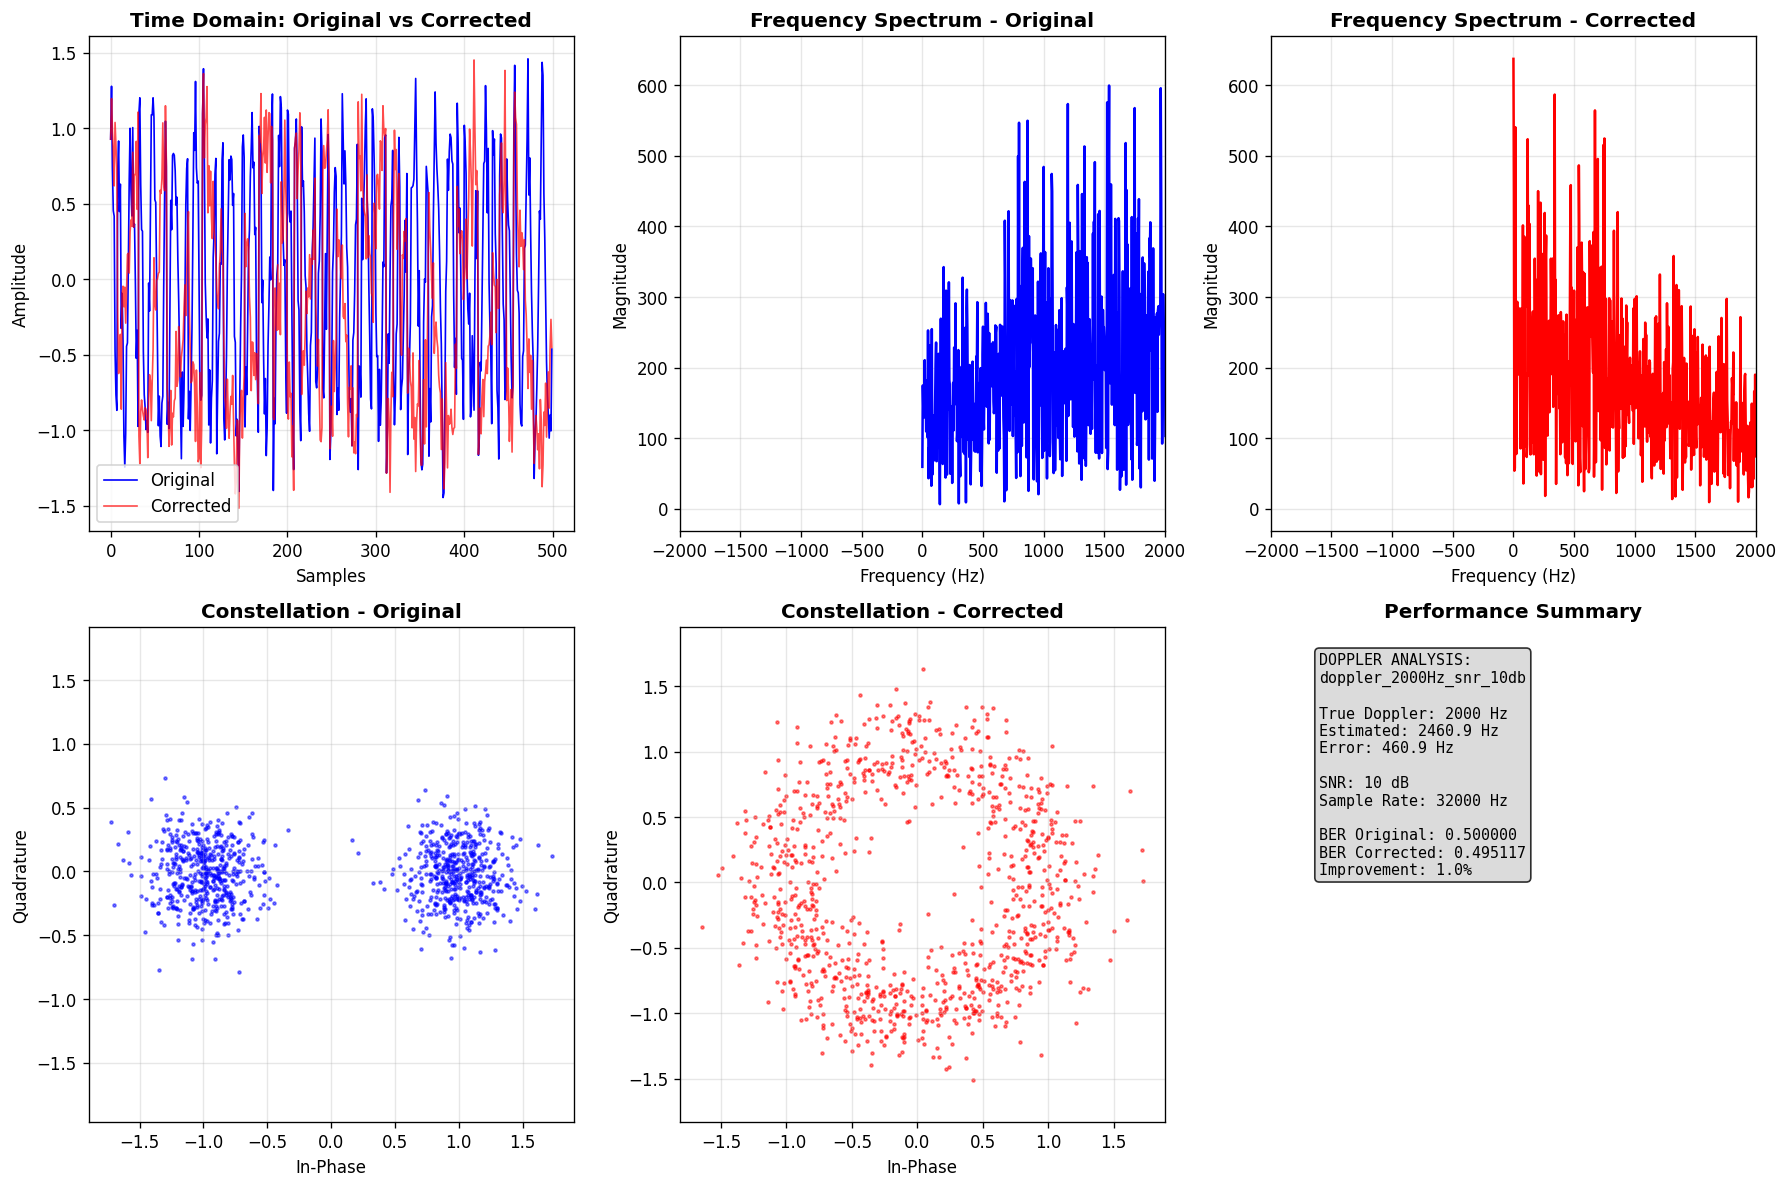 Time Domain: Original vs Corrected
1.5
1.0
0.5
0.0
−0.5
−1.0
−1.5
Amplitude
Original
Corrected
0 100 200 300 400 500
Samples
Frequency Spectrum - Original
600
500
400
300
200
100
0
Magnitude
−2000 −1500 −1000 −500 0 500 1000 1500 2000
Frequency (Hz)
Frequency Spectrum - Corrected
600
500
400
300
200
100
0
Magnitude
−2000 −1500 −1000 −500 0 500 1000 1500 2000
Frequency (Hz)
Constellation - Original
1.5
1.0
0.5
0.0
−0.5
−1.0
−1.5
Quadrature
−1.5 −1.0 −0.5 0.0 0.5 1.0 1.5
In-Phase
Constellation - Corrected
1.5
1.0
0.5
0.0
−0.5
−1.0
−1.5
Quadrature
−1.5 −1.0 −0.5 0.0 0.5 1.0 1.5
In-Phase
Performance Summary
DOPPLER ANALYSIS:
doppler_2000Hz_snr_10db
True Doppler: 2000 Hz
Estimated: 2460.9 Hz
Error: 460.9 Hz
SNR: 10 dB
Sample Rate: 32000 Hz
BER Original: 0.500000
BER Corrected: 0.495117
Improvement: 1.0%